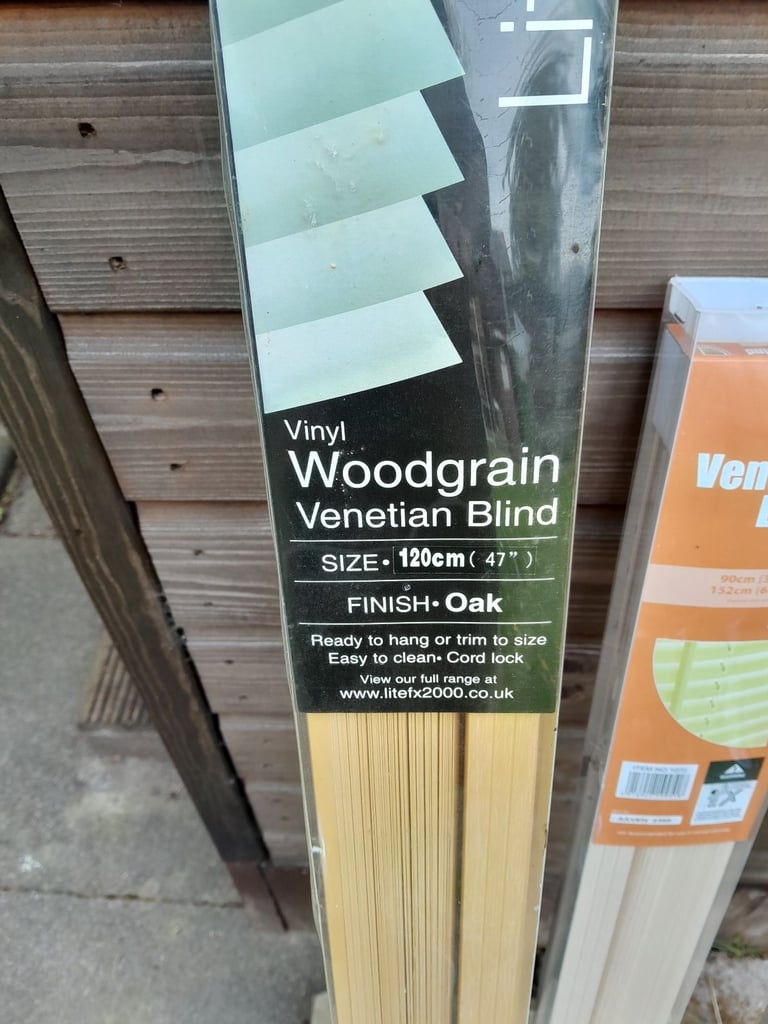 Vinyl
Woodgrain
Venetian Blind
SIZE• 120cm ( 47” )
FINISH• Oak
Ready to hang or trim to size
Easy to clean• Cord lock
View our full range at
www.litefx2000.co.uk
Ven
90cm
152cm